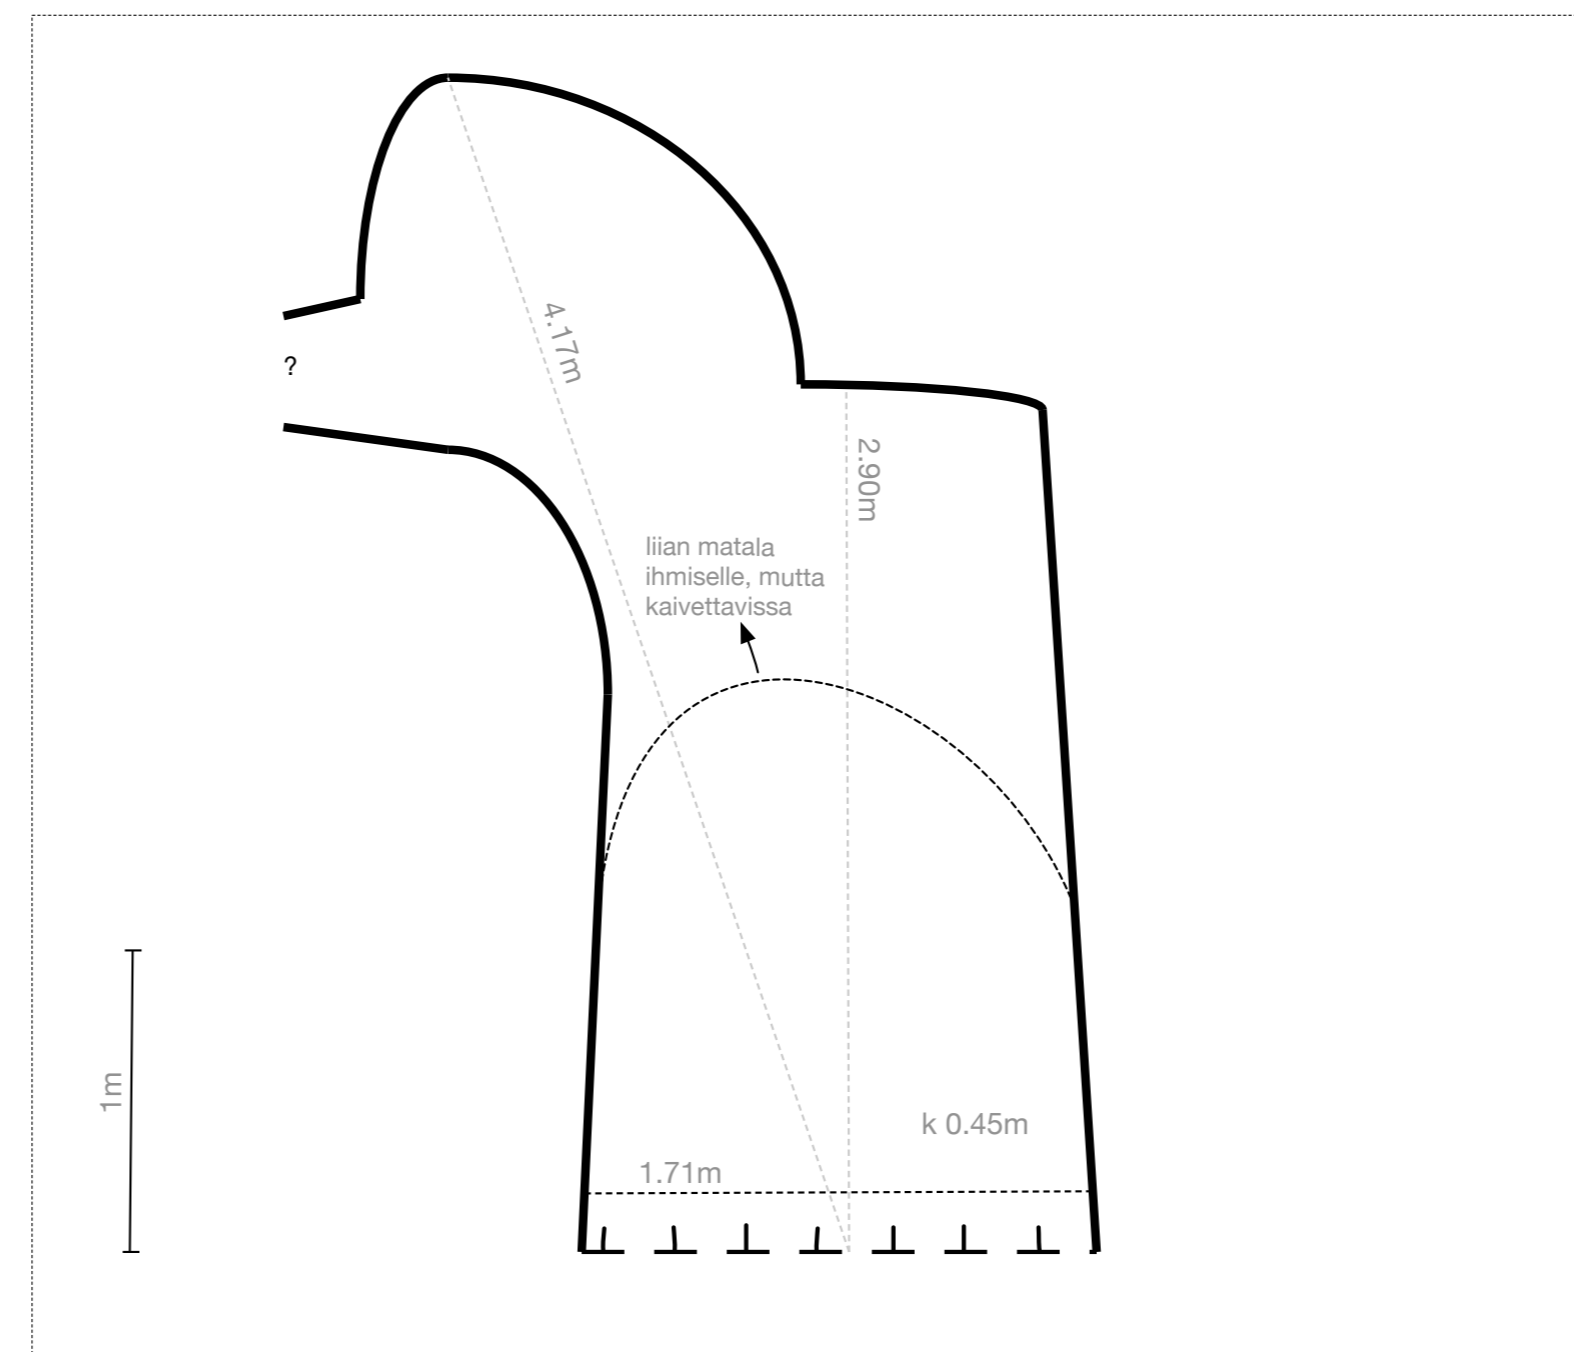 4.17m
?
2.90m
liian matala
ihmiselle, mutta
kaivettavissa
1m
k 0.45m
1.71m